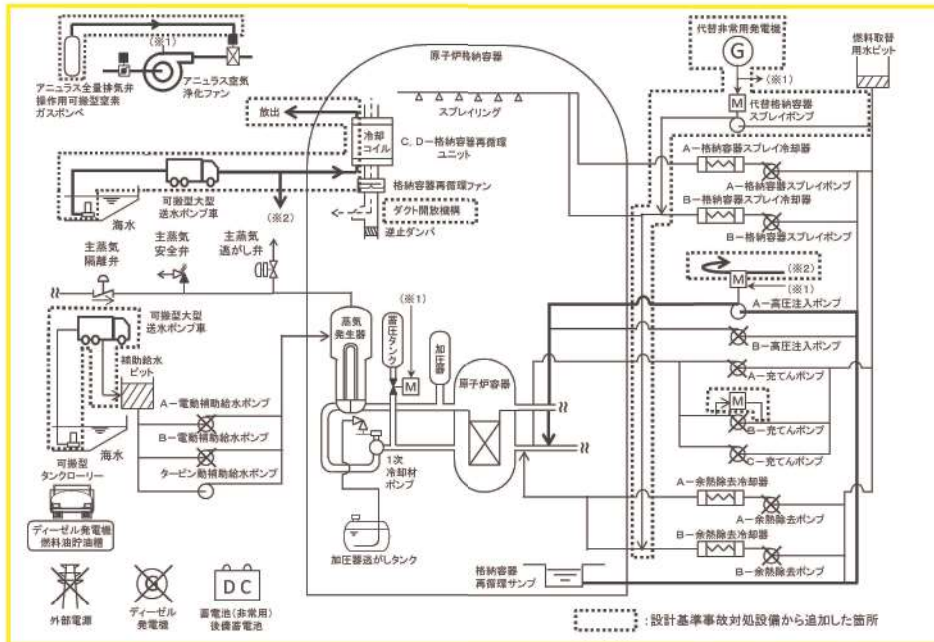 (※1)
アニュラス全量排気弁
操作用可搬型窒素
ガスボンベ
アニュラス空気
浄化ファン
原子炉格納容器
代替非常用発電機
G
(※1)
燃料取替
用水ピット
M
代替格納容器
スプレイポンプ
スプレイリング
放出
冷却
コイル
C,D-格納容器再循環
ユニット
格納容器再循環ファン
ダクト開放機構
逆止ダンパ
可搬型大型
送水ポンプ車
海水
(※2)
A-格納容器スプレイ冷却器
A-格納容器スプレイポンプ
B-格納容器スプレイ冷却器
B-格納容器スプレイポンプ
主蒸気
隔離弁
主蒸気
安全弁
主蒸気
逃がし弁
(※2)
M
(※1)
A-高圧注入ポンプ
B-高圧注入ポンプ
A-充てんポンプ
M
B-充てんポンプ
C-充てんポンプ
可搬型大型
送水ポンプ車
補助給水
ピット
海水
A-電動補助給水ポンプ
B-電動補助給水ポンプ
タービン動補助給水ポンプ
蒸気
発生器
蓄圧タンク
(※1)
M
加圧器
原子炉容器
1次
冷却材
ポンプ
加圧器逃がしタンク
A-余熱除去冷却器
A-余熱除去ポンプ
B-余熱除去冷却器
B-余熱除去ポンプ
格納容器
再循環サンプ
可搬型
タンクローリー
ディーゼル発電機
燃料油貯油槽
外部電源
ディーゼル
発電機
DC
蓄電池(非常用)
後備蓄電池
:設計基準事故対処設備から追加した箇所